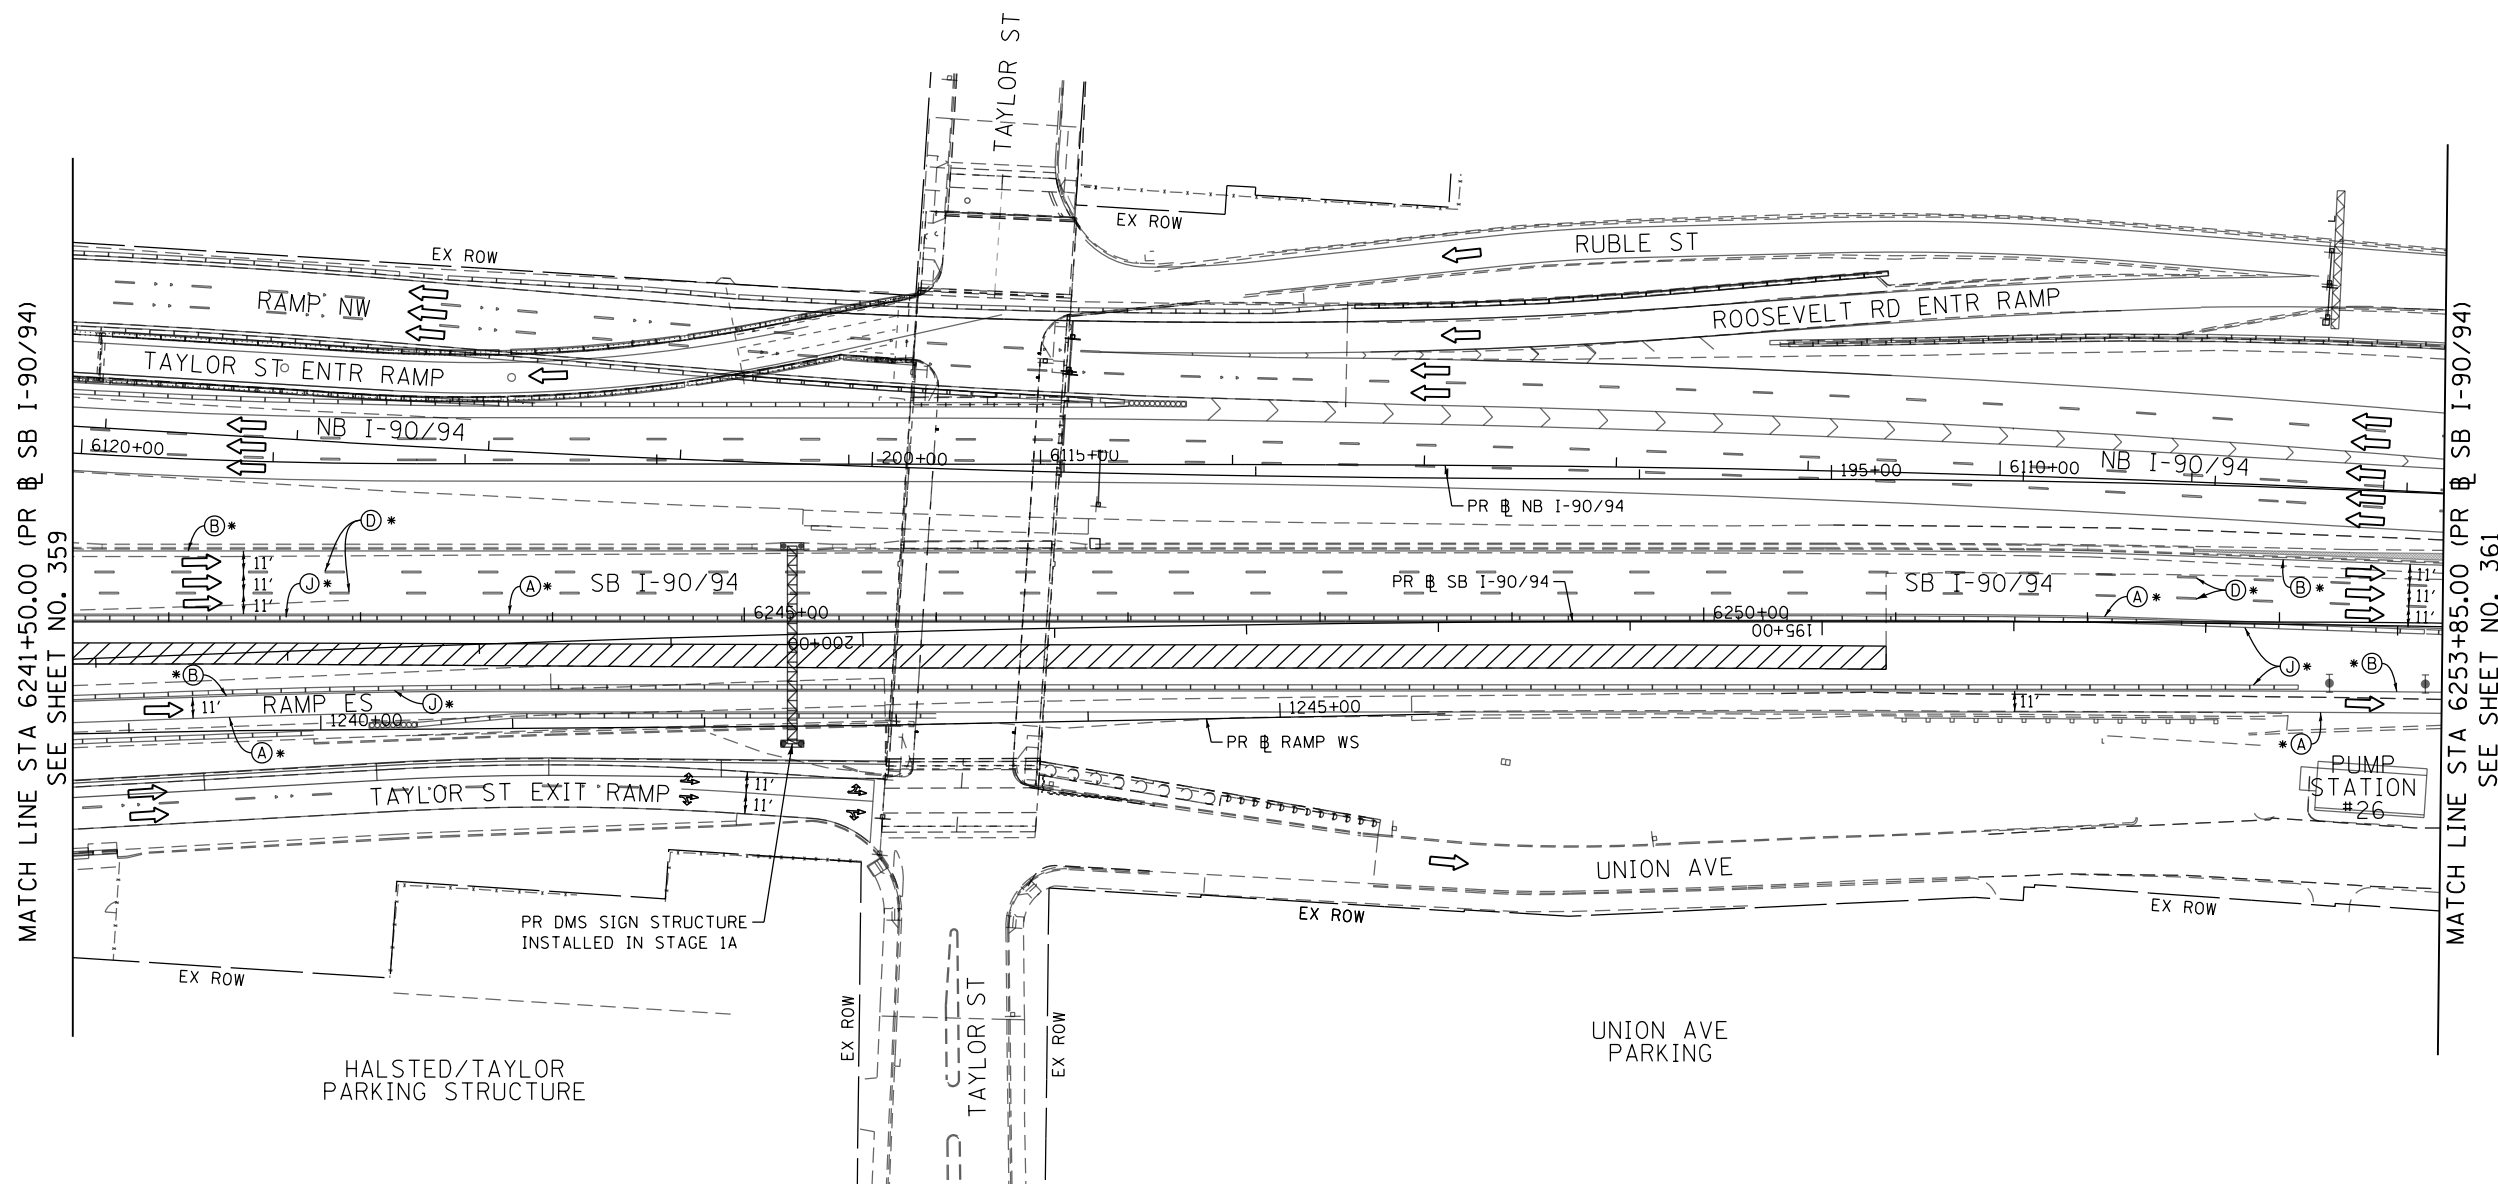 TAYLOR ST
EX ROW
RUBLE ST
EX ROW
RAMP NW
ROOSEVELT RD ENTR RAMP
TAYLOR ST ENTR RAMP
NB I-90/94
6120+00
200+00
6115+00
195+00
6110+00
NB I-90/94
PR BL NB I-90/94
B*
D *
11'
11'
11'
J*
A*
SB I-90/94
PR BL SB I-90/94
SB I-90/94
A*
D*
B*
11'
11'
11'
6245+00
6250+00
200+00
195+00
*B
11'
RAMP ES
J*
1240+00
A*
1245+00
PR BL RAMP WS
11'
J*
*B
*A
TAYLOR ST EXIT RAMP
11'
11'
PUMP
STATION
#26
UNION AVE
PR DMS SIGN STRUCTURE
INSTALLED IN STAGE 1A
EX ROW
EX ROW
EX ROW
EX ROW
EX ROW
TAYLOR ST
HALSTED/TAYLOR
PARKING STRUCTURE
UNION AVE
PARKING
MATCH LINE STA 6241+50.00 (PR BL SB I-90/94)
SEE SHEET NO. 359
MATCH LINE STA 6253+85.00 (PR BL SB I-90/94)
SEE SHEET NO. 361